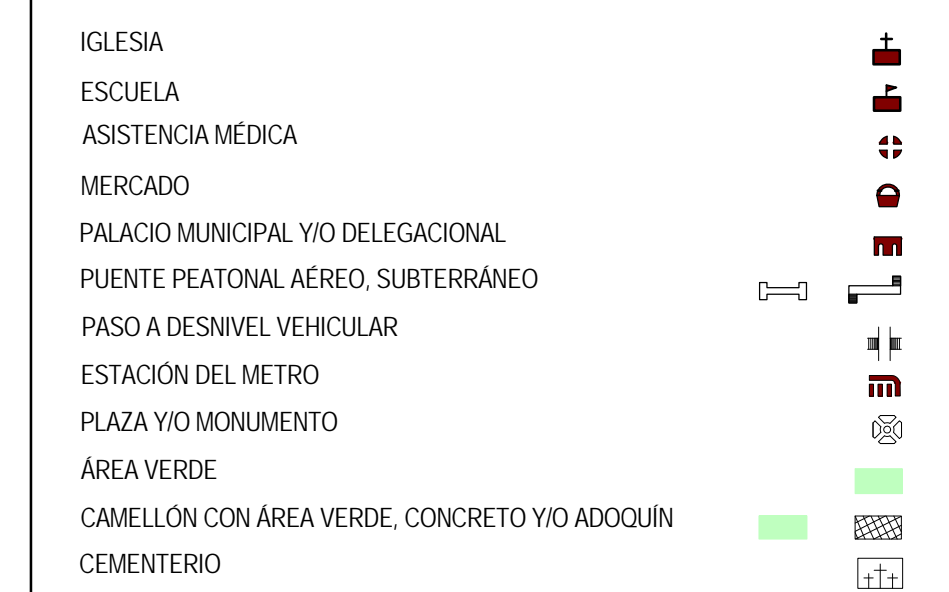 IGLESIA
ESCUELA
ASISTENCIA MÉDICA
MERCADO
PALACIO MUNICIPAL Y/O DELEGACIONAL
PUENTE PEATONAL AÉREO, SUBTERRÁNEO
PASO A DESNIVEL VEHICULAR
ESTACIÓN DEL METRO
PLAZA Y/O MONUMENTO
ÁREA VERDE
CAMELLÓN CON ÁREA VERDE, CONCRETO Y/O ADOQUÍN
CEMENTERIO